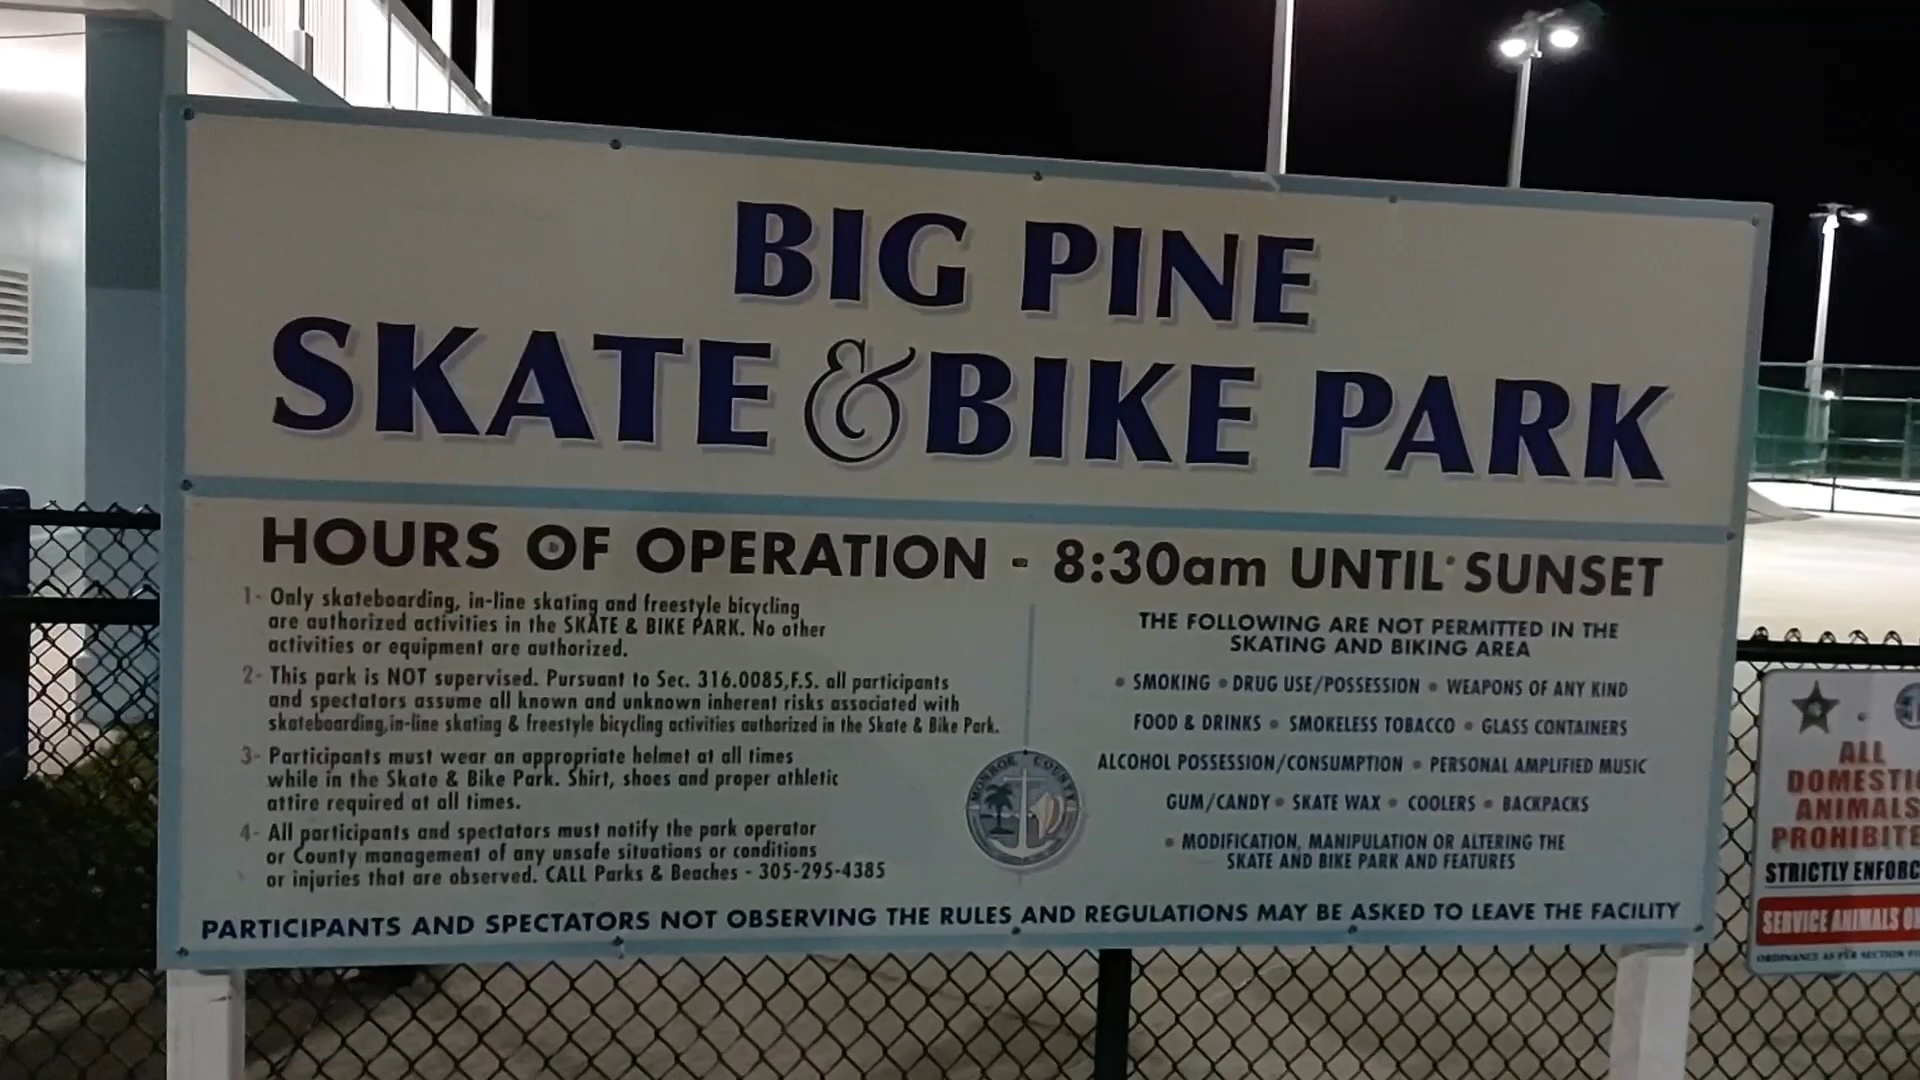 BIG PINE
SKATE & BIKE PARK
HOURS OF OPERATION - 8:30am UNTIL SUNSET
1- Only skateboarding, in-line skating and freestyle bicycling
are authorized activities in the SKATE & BIKE PARK. No other
activities or equipment are authorized.
2- This park is NOT supervised. Pursuant to Sec. 316.0085,F.S. all participants
and spectators assume all known and unknown inherent risks associated with
skateboarding,in-line skating & freestyle bicycling activities authorized in the Skate & Bike Park.
3- Participants must wear an appropriate helmet at all times
while in the Skate & Bike Park. Shirt, shoes and proper athletic
attire required at all times.
4- All participants and spectators must notify the park operator
or County management of any unsafe situations or conditions
or injuries that are observed. CALL Parks & Beaches - 305-295-4385
MONROE COUNTY
THE FOLLOWING ARE NOT PERMITTED IN THE
SKATING AND BIKING AREA
• SMOKING • DRUG USE/POSSESSION • WEAPONS OF ANY KIND
FOOD & DRINKS • SMOKELESS TOBACCO • GLASS CONTAINERS
ALCOHOL POSSESSION/CONSUMPTION • PERSONAL AMPLIFIED MUSIC
GUM/CANDY • SKATE WAX • COOLERS • BACKPACKS
• MODIFICATION, MANIPULATION OR ALTERING THE
SKATE AND BIKE PARK AND FEATURES
PARTICIPANTS AND SPECTATORS NOT OBSERVING THE RULES AND REGULATIONS MAY BE ASKED TO LEAVE THE FACILITY
ALL
DOMESTIC
ANIMALS
PROHIBITE
STRICTLY ENFORC
SERVICE ANIMALS
ORDINANCE AS PER SECTION